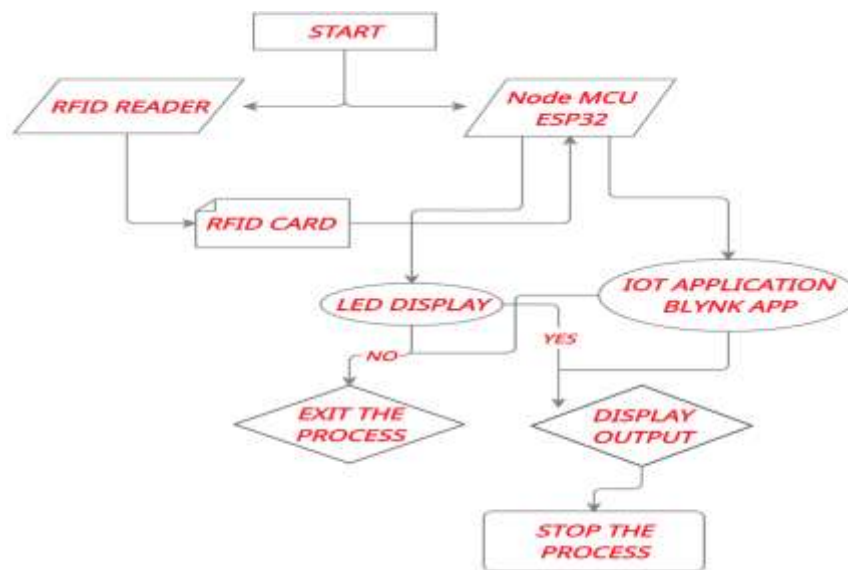 START
RFID READER
Node MCU
ESP32
RFID CARD
LED DISPLAY
IOT APPLICATION
BLYNK APP
NO
YES
EXIT THE
PROCESS
DISPLAY
OUTPUT
STOP THE
PROCESS